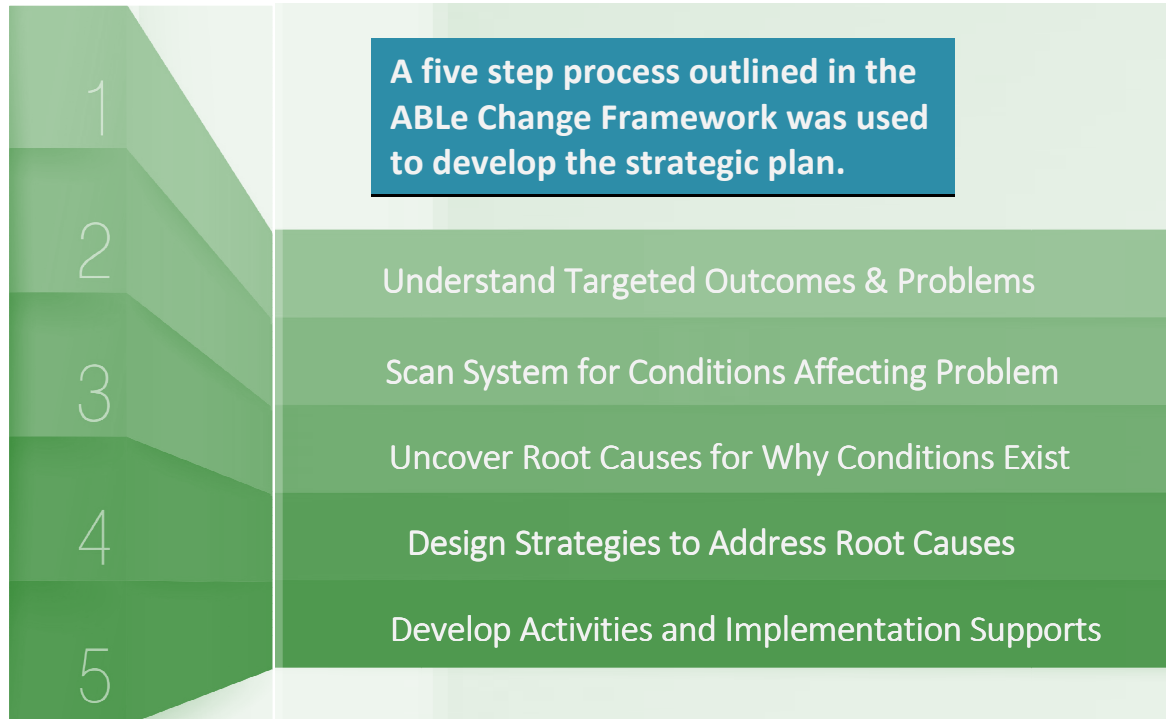 A five step process outlined in the
ABLe Change Framework was used
to develop the strategic plan.
1
Understand Targeted Outcomes & Problems
2
Scan System for Conditions Affecting Problem
3
Uncover Root Causes for Why Conditions Exist
4
Design Strategies to Address Root Causes
5
Develop Activities and Implementation Supports